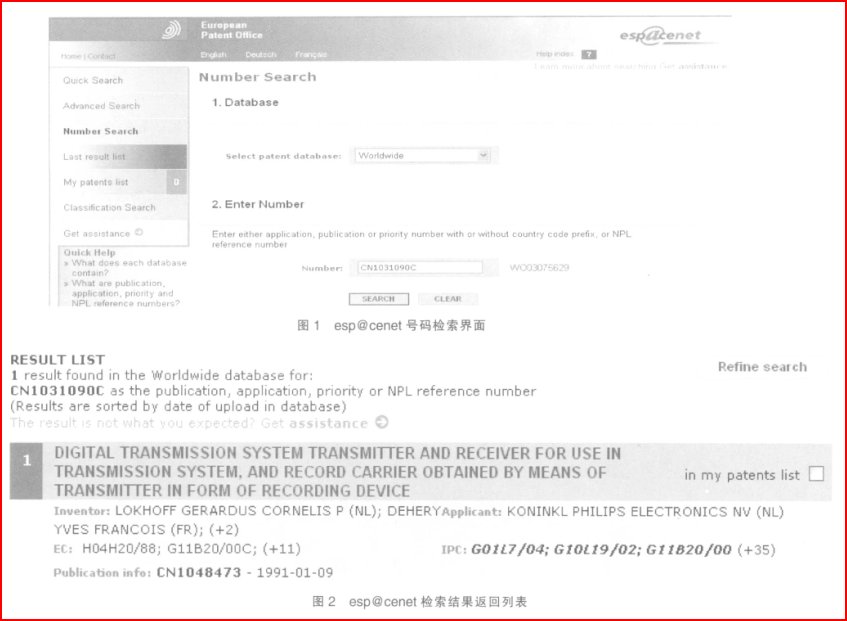 European
Patent Office
esp@cenet
Home | Contact
English Deutsch Français
Help index ?
Learn more about searching Get assistance
Quick Search
Advanced Search
Number Search
Last result list
My patents list 0
Classification Search
Get assistance
Quick Help
» What does each database
contain?
» What are publication,
application, priority and
NPL reference numbers?
Number Search
1. Database
Select patent database: Worldwide
2. Enter Number
Enter either application, publication or priority number with or without country code prefix, or NPL
reference number
Number: CN1031090C WO03075629
SEARCH CLEAR
图 1 esp@cenet 号码检索界面
RESULT LIST
1 result found in the Worldwide database for:
CN1031090C as the publication, application, priority or NPL reference number
(Results are sorted by date of upload in database)
The result is not what you expected? Get assistance
Refine search
1 DIGITAL TRANSMISSION SYSTEM TRANSMITTER AND RECEIVER FOR USE IN
TRANSMISSION SYSTEM, AND RECORD CARRIER OBTAINED BY MEANS OF
TRANSMITTER IN FORM OF RECORDING DEVICE
in my patents list
Inventor: LOKHOFF GERARDUS CORNELIS P (NL); DEHERY Applicant: KONINKL PHILIPS ELECTRONICS NV (NL)
YVES FRANCOIS (FR); (+2)
EC: H04H20/88; G11B20/00C; (+11) IPC: G01L7/04; G10L19/02; G11B20/00 (+35)
Publication info: CN1048473 - 1991-01-09
图 2 esp@cenet 检索结果返回列表